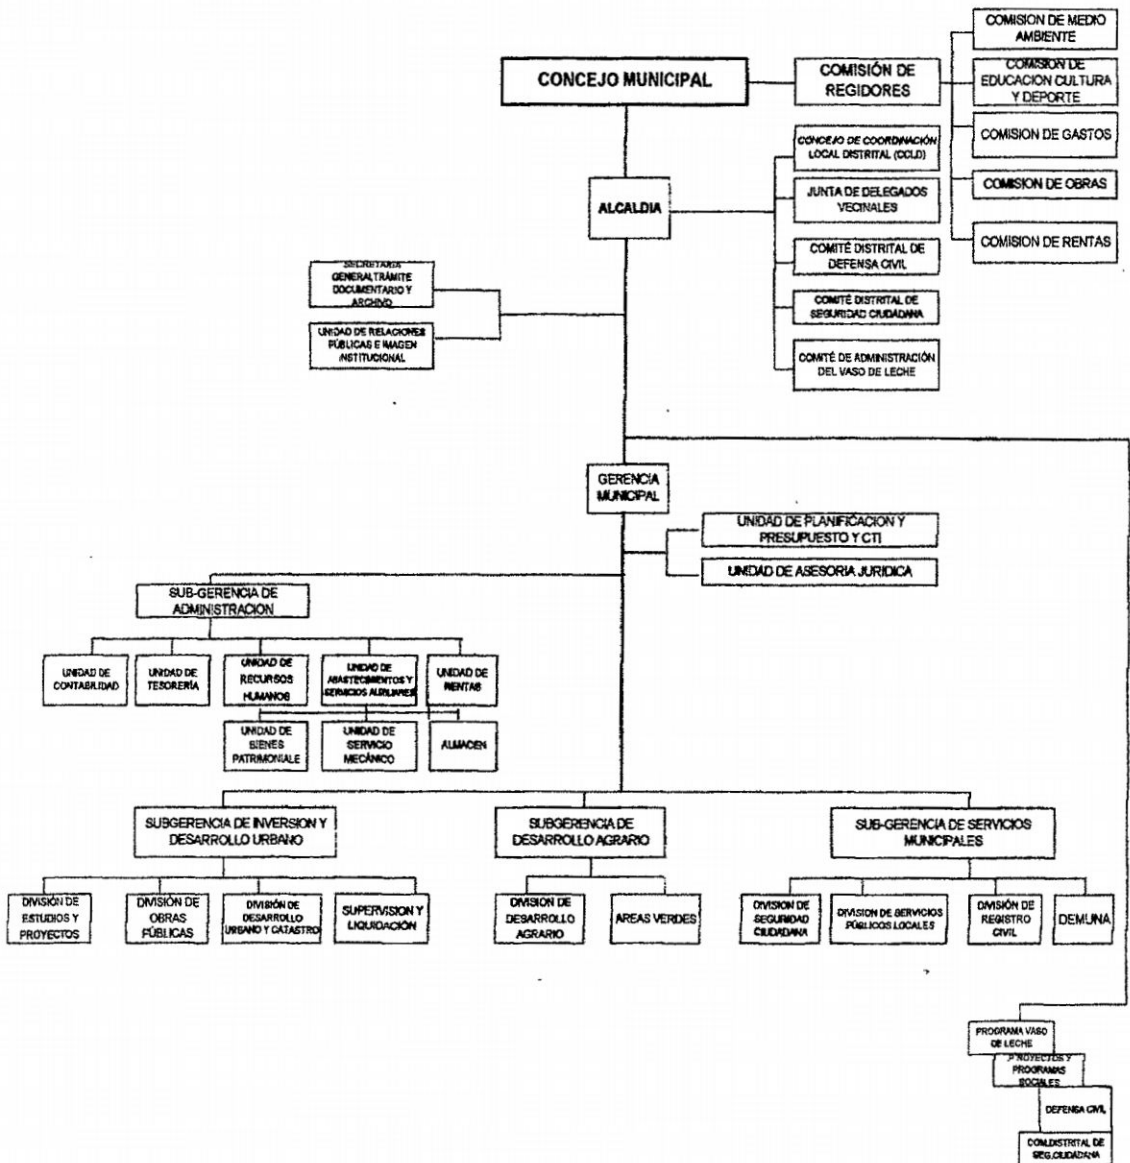 CONCEJO MUNICIPAL
COMISIÓN DE
REGIDORES
COMISION DE MEDIO
AMBIENTE
COMISION DE
EDUCACION CULTURA
Y DEPORTE
COMISION DE GASTOS
COMISION DE OBRAS
COMISION DE RENTAS
ALCALDIA
CONCEJO DE COORDINACIÓN
LOCAL DISTRITAL (CCLD)
JUNTA DE DELEGADOS
VECINALES
COMITÉ DISTRITAL DE
DEFENSA CIVIL
COMITÉ DISTRITAL DE
SEGURIDAD CIUDADANA
COMITÉ DE ADMINISTRACIÓN
DEL VASO DE LECHE
SECRETARIA
GENERAL TRÁMITE
DOCUMENTARIO Y
ARCHIVO
UNIDAD DE RELACIONES
PÚBLICAS E IMAGEN
INSTITUCIONAL
GERENCIA
MUNICIPAL
UNIDAD DE PLANIFICACION Y
PRESUPUESTO Y CTI
UNIDAD DE ASESORIA JURIDICA
SUB-GERENCIA DE
ADMINISTRACION
UNIDAD DE
CONTABILIDAD
UNIDAD DE
TESORERÍA
UNIDAD DE
RECURSOS
HUMANOS
UNIDAD DE
ABASTECIMIENTOS Y
SERVICIOS AUXILIARES
UNIDAD DE
RENTAS
UNIDAD DE
BIENES
PATRIMONIALE
UNIDAD DE
SERVICIO
MECÁNICO
ALMACEN
SUBGERENCIA DE INVERSION Y
DESARROLLO URBANO
SUBGERENCIA DE
DESARROLLO AGRARIO
SUB-GERENCIA DE SERVICIOS
MUNICIPALES
DIVISIÓN DE
ESTUDIOS Y
PROYECTOS
DIVISIÓN DE
OBRAS
PÚBLICAS
DIVISIÓN DE
DESARROLLO
URBANO Y CATASTRO
SUPERVISION Y
LIQUIDACIÓN
DIVISION DE
DESARROLLO
AGRARIO
AREAS VERDES
DIVISIÓN DE
SEGURIDAD
CIUDADANA
DIVISION DE SERVICIOS
PÚBLICOS LOCALES
DIVISIÓN DE
REGISTRO
CIVIL
DEMUNA
PROGRAMA VASO
DE LECHE
PROYECTOS Y
PROGRAMAS
SOCIALES
DEFENSA CIVIL
COM.DISTRITAL DE
SEG.CIUDADANA